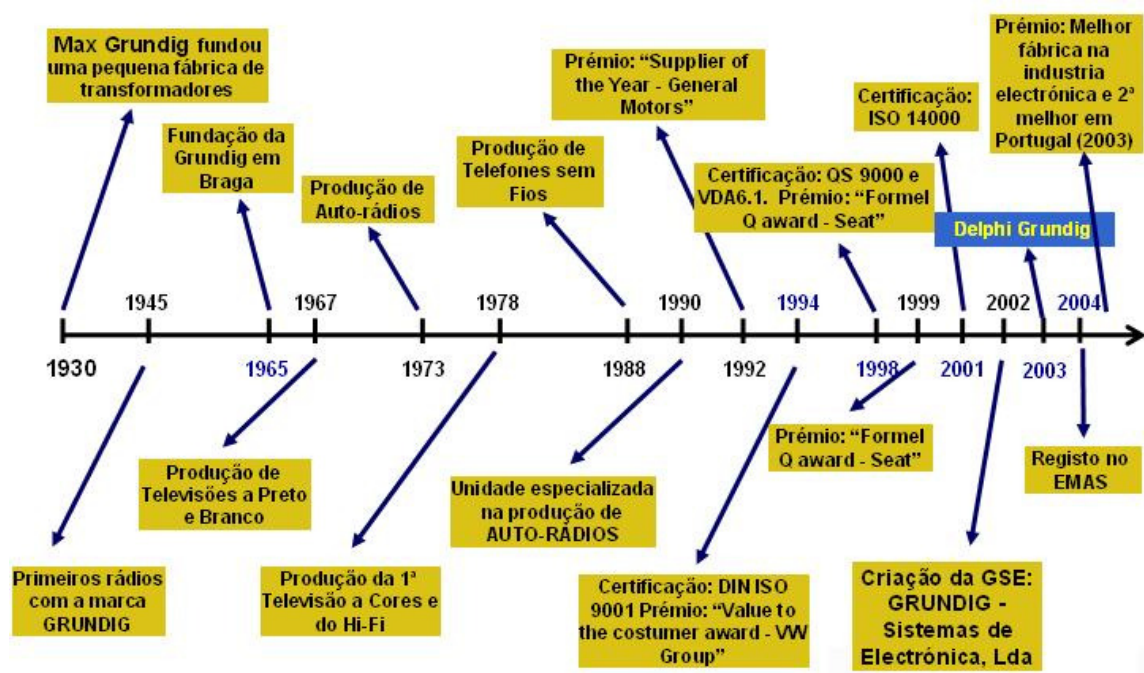 Max Grundig fundou
uma pequena fábrica de
transformadores
Fundação da
Grundig em
Braga
Produção de
Auto-rádios
Produção de
Telefones sem
Fios
Prémio: “Supplier of
the Year - General
Motors”
Certificação: QS 9000 e
VDA6.1. Prémio: “Formel
Q award - Seat”
Certificação:
ISO 14000
Prémio: Melhor
fábrica na
industria
electrónica e 2ª
melhor em
Portugal (2003)
Delphi Grundig
1945
1967
1978
1990
1994
1999
2002
2004
1930
1965
1973
1988
1992
1998
2001
2003
Primeiros rádios
com a marca
GRUNDIG
Produção de
Televisões a Preto
e Branco
Produção da 1ª
Televisão a Cores e
do Hi-Fi
Unidade especializada
na produção de
AUTO-RÁDIOS
Certificação: DIN ISO
9001 Prémio: “Value to
the costumer award - VW
Group”
Prémio: “Formel
Q award - Seat”
Criação da GSE:
GRUNDIG -
Sistemas de
Electrónica, Lda
Registo no
EMAS